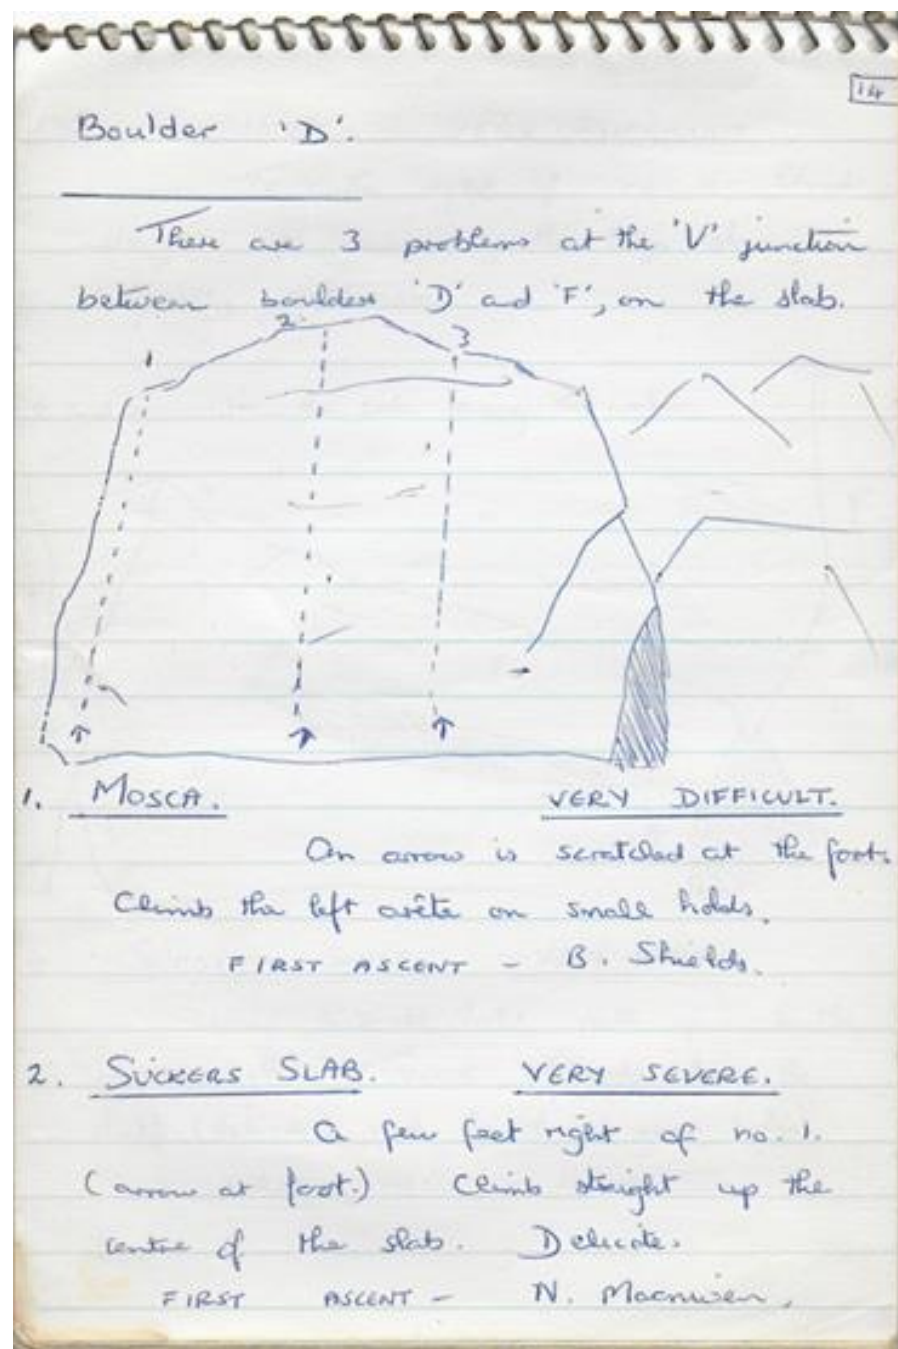 14
Boulder 'D'.
There are 3 problems at the 'V' junction
between boulders 'D' and 'F', on the slab.
1 2 3
1. MOSCA. VERY DIFFICULT.
An arrow is scratched at the foot.
Climb the left arête on small holds.
FIRST ASCENT - B. Shields.
2. SUCKERS SLAB. VERY SEVERE.
A few feet right of no. 1.
(arrow at foot.) Climb straight up the
centre of the slab. Delicate.
FIRST ASCENT - N. Macniven.